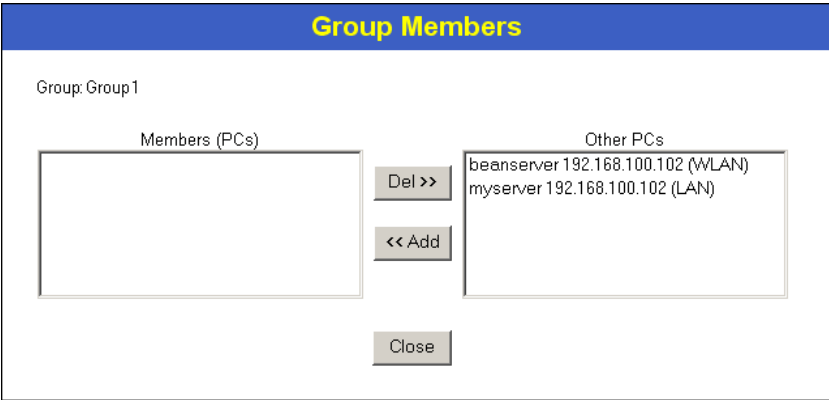 Group Members
Group: Group1
Members (PCs)
Other PCs
beanserver 192.168.100.102 (WLAN)
myserver 192.168.100.102 (LAN)
Del >>
<< Add
Close